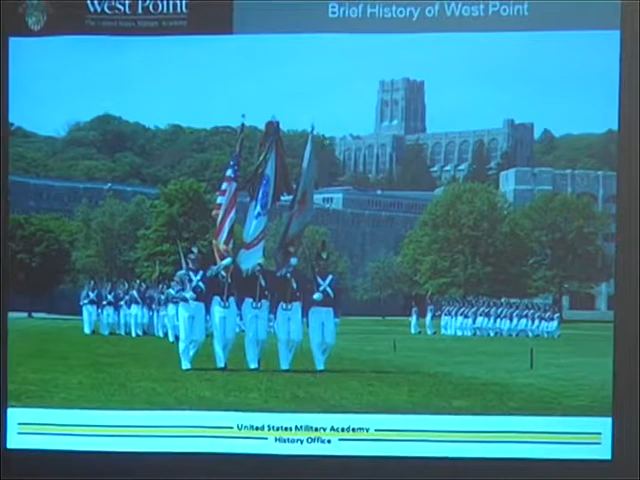 West Point
The United States Military Academy
Brief History of West Point
United States Military Academy
History Office